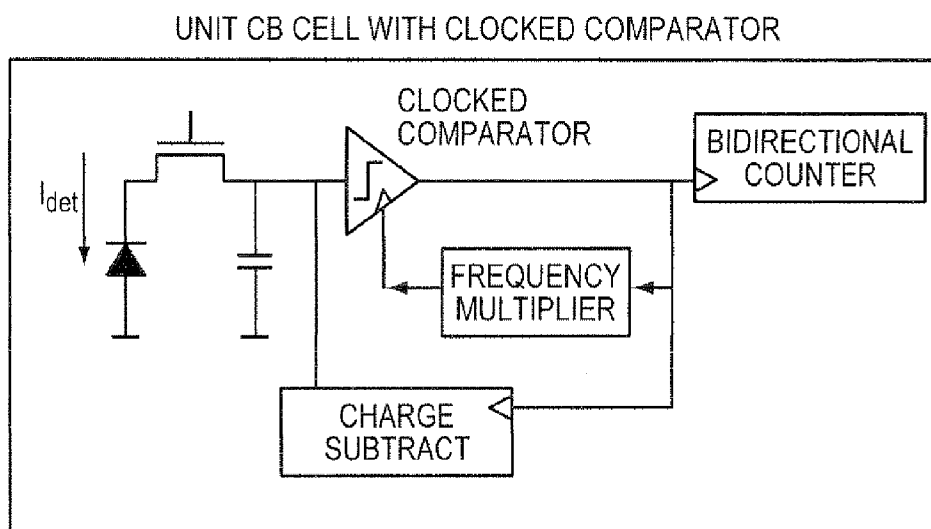 UNIT CB CELL WITH CLOCKED COMPARATOR
CLOCKED
COMPARATOR
BIDIRECTIONAL
COUNTER
Idet
FREQUENCY
MULTIPLIER
CHARGE
SUBTRACT